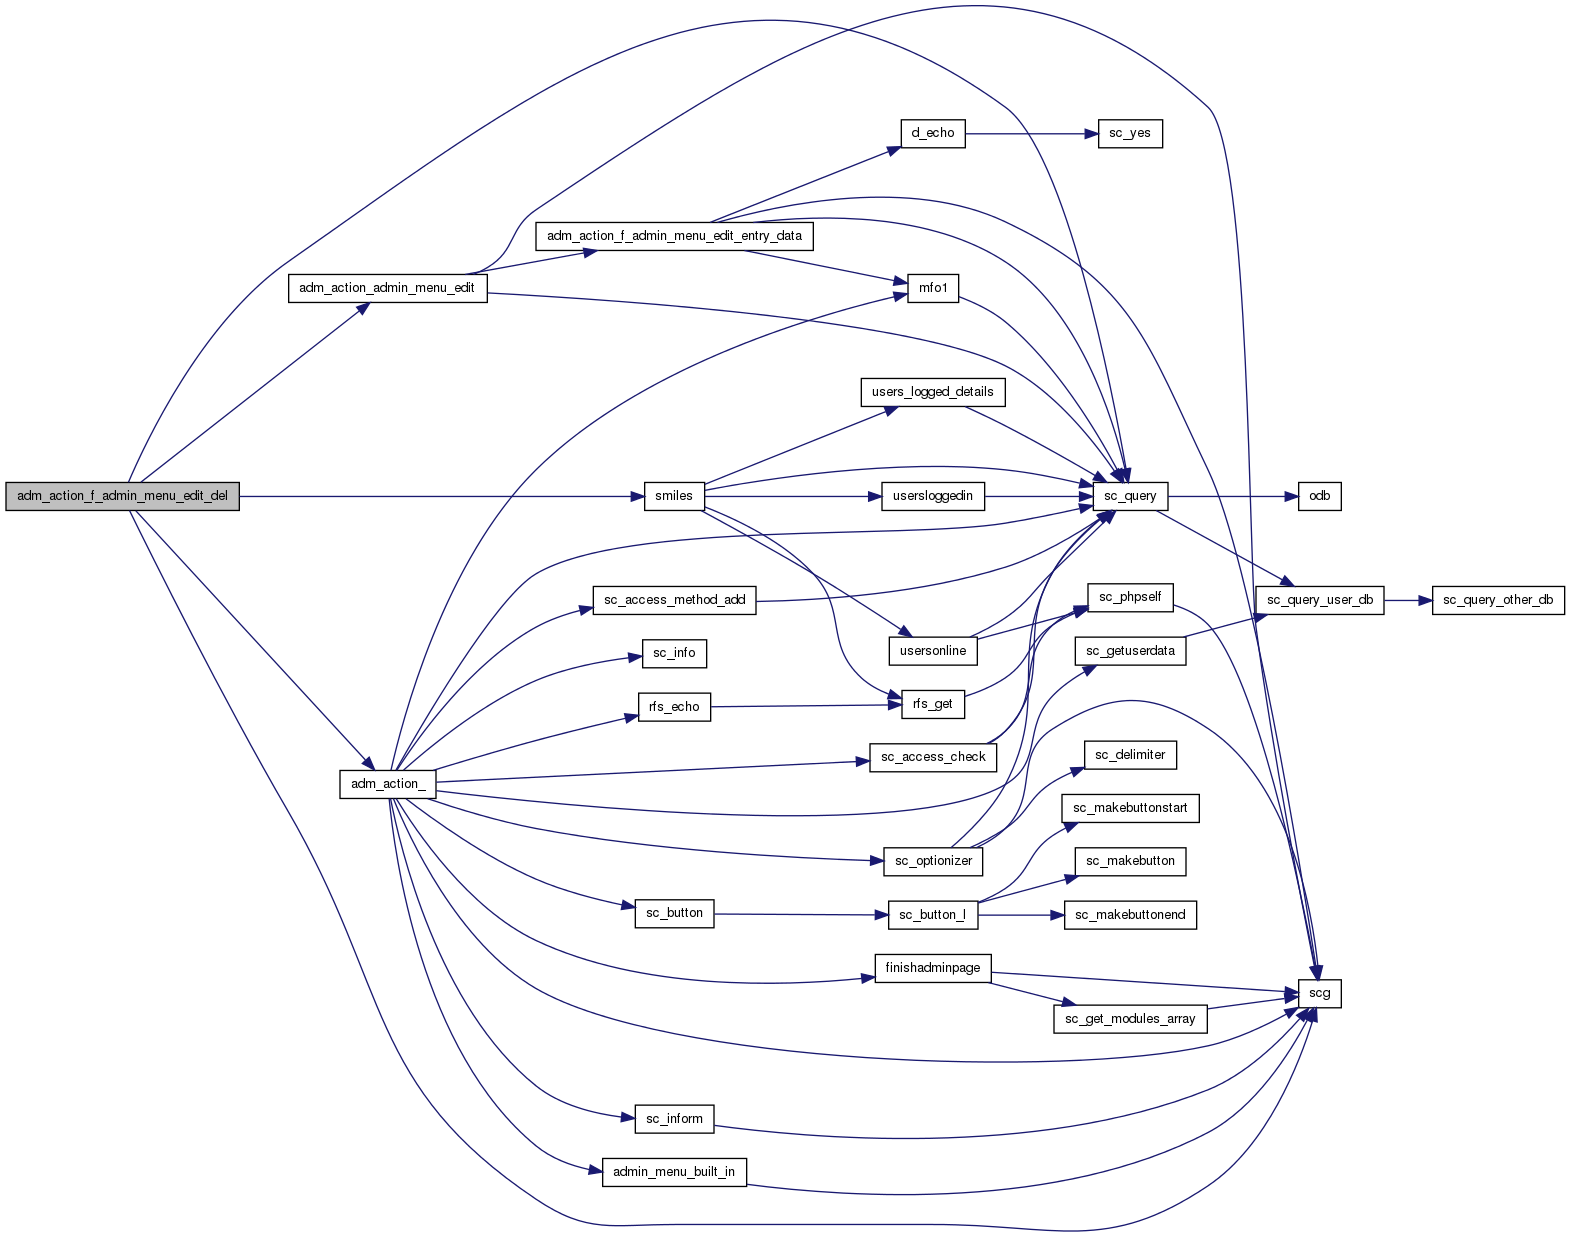 d_echo
sc_yes
adm_action_f_admin_menu_edit_entry_data
adm_action_admin_menu_edit
mfo1
users_logged_details
adm_action_f_admin_menu_edit_del
smiles
usersloggedin
sc_query
odb
sc_access_method_add
sc_phpself
sc_query_user_db
sc_query_other_db
sc_info
usersonline
sc_getuserdata
rfs_echo
rfs_get
sc_access_check
sc_delimiter
adm_action_
sc_makebuttonstart
sc_optionizer
sc_makebutton
sc_button
sc_button_l
sc_makebuttonend
finishadminpage
scg
sc_get_modules_array
sc_inform
admin_menu_built_in